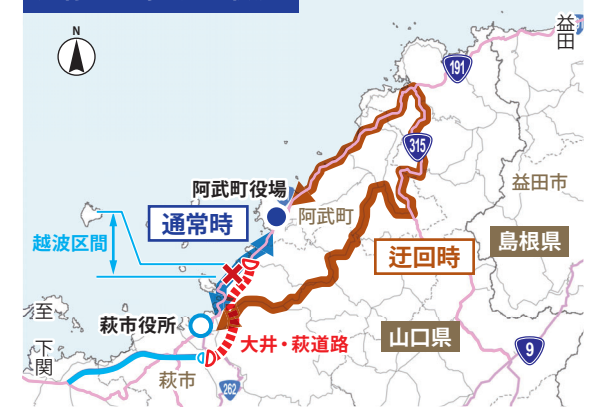 N
益田
191
315
阿武町役場
通常時
阿武町
益田市
島根県
越波区間
迂回時
至
下関
萩市役所
大井・萩道路
山口県
9
萩市
262